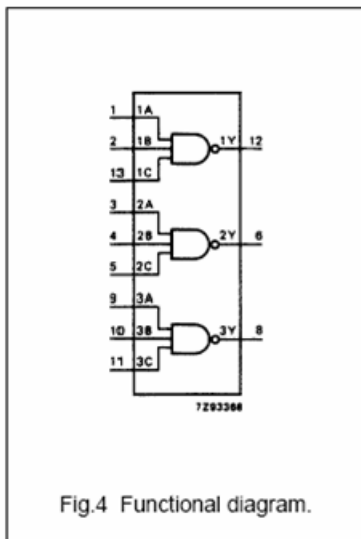 1 1A
2 1B 1Y 12
13 1C
3 2A
4 2B 2Y 6
5 2C
9 3A
10 3B 3Y 8
11 3C
7Z93368
Fig.4 Functional diagram.